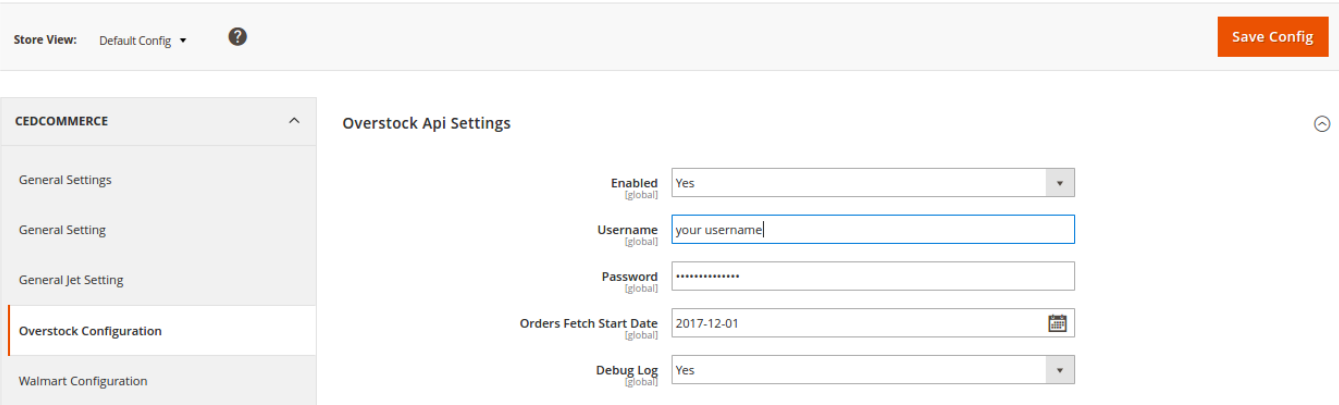 Store View: Default Config ?
Save Config
CEDCOMMERCE
General Settings
General Setting
General Jet Setting
Overstock Configuration
Walmart Configuration
Overstock Api Settings
Enabled Yes
[global]
Username your username
[global]
Password ••••••••••••••
[global]
Orders Fetch Start Date 2017-12-01
[global]
Debug Log Yes
[global]